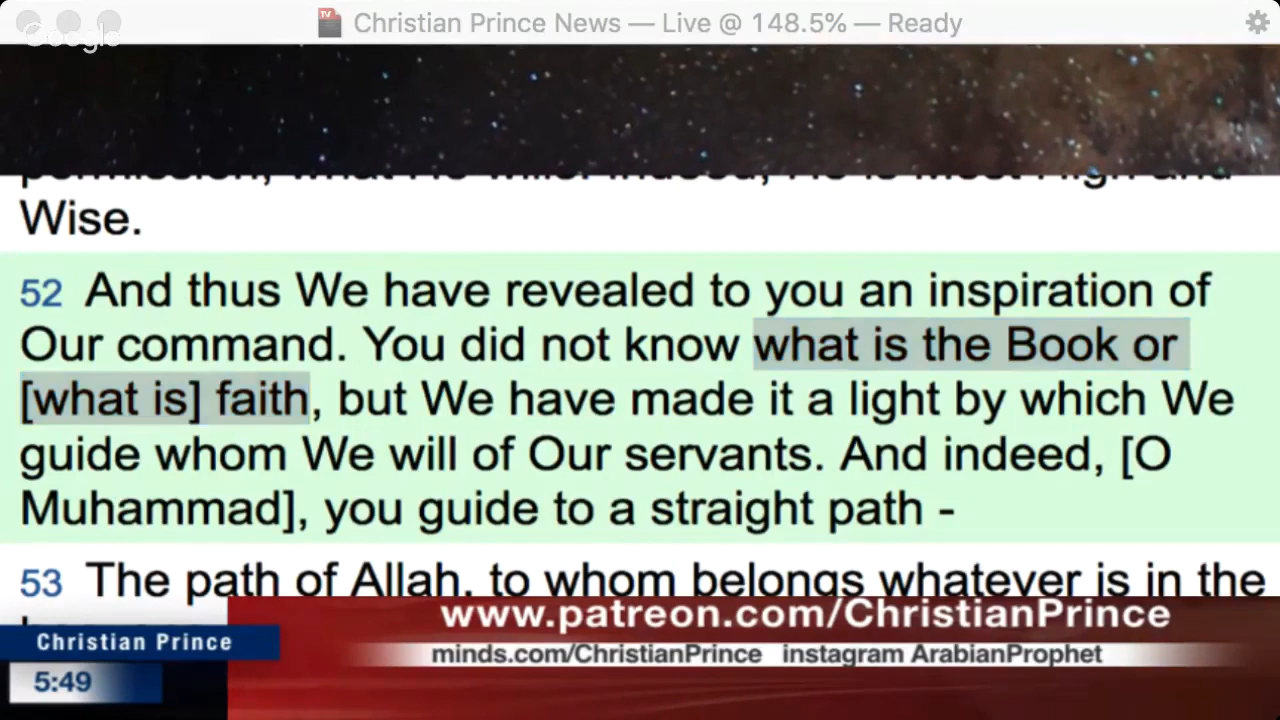 Christian Prince News — Live @ 148.5% — Ready
Google
Wise.
52 And thus We have revealed to you an inspiration of
Our command. You did not know what is the Book or
[what is] faith, but We have made it a light by which We
guide whom We will of Our servants. And indeed, [O
Muhammad], you guide to a straight path -
53 The path of Allah, to whom belongs whatever is in the
www.patreon.com/ChristianPrince
Christian Prince
minds.com/ChristianPrince instagram ArabianProphet
5:49